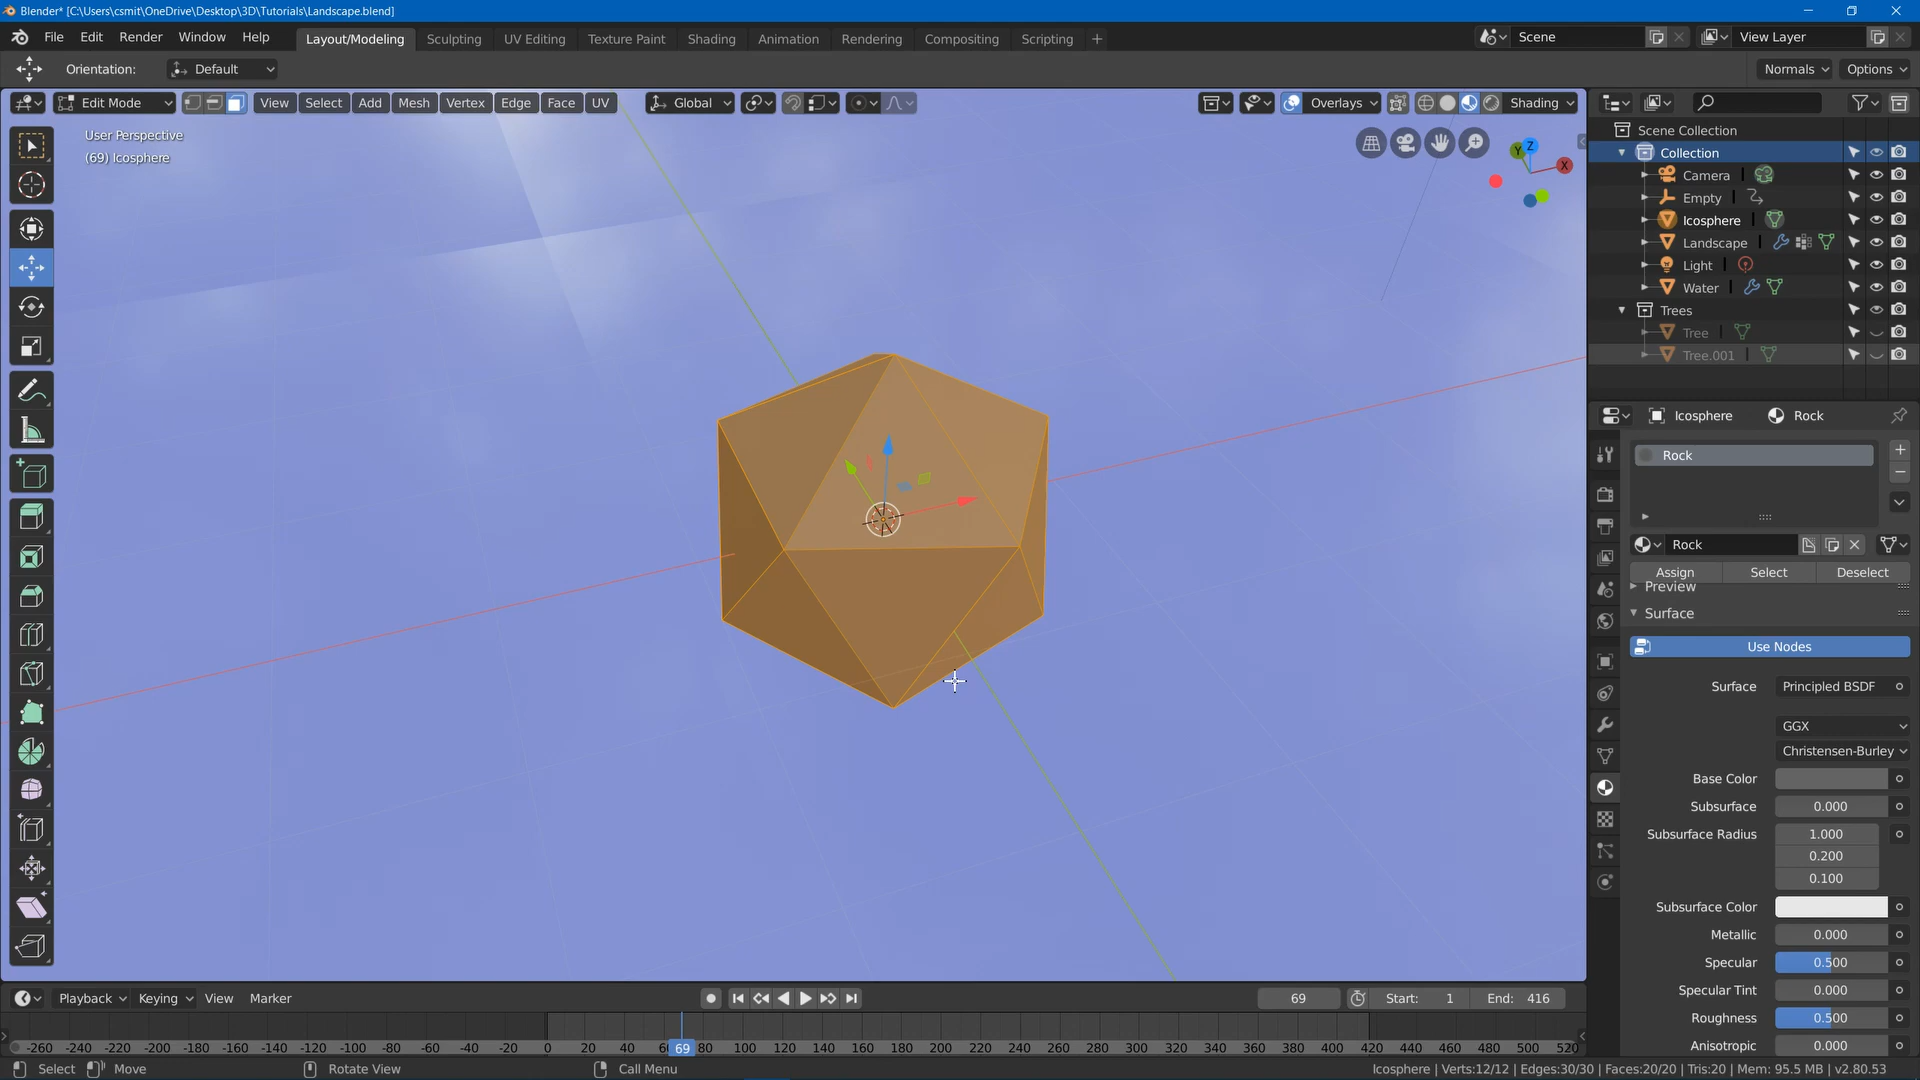 Blender* [C:\Users\csmit\OneDrive\Desktop\3D\Tutorials\Landscape.blend]
File Edit Render Window Help Layout/Modeling Sculpting UV Editing Texture Paint Shading Animation Rendering Compositing Scripting + Scene View Layer
Orientation: Default Normals Options
Edit Mode View Select Add Mesh Vertex Edge Face UV Global Overlays Shading
User Perspective
(69) Icosphere
Z
Y
X
Scene Collection
Collection
Camera
Empty
Icosphere
Landscape
Light
Water
Trees
Tree
Tree.001
Icosphere Rock
Rock
Rock
Assign Select Deselect
Preview
Surface
Use Nodes
Surface Principled BSDF
GGX
Christensen-Burley
Base Color
Subsurface 0.000
Subsurface Radius 1.000
0.200
0.100
Subsurface Color
Metallic 0.000
Specular 0.500
Specular Tint 0.000
Roughness 0.500
Anisotropic 0.000
Playback Keying View Marker 69 Start: 1 End: 416
-260 -240 -220 -200 -180 -160 -140 -120 -100 -80 -60 -40 -20 0 20 40 69 80 100 120 140 160 180 200 220 240 260 280 300 320 340 360 380 400 420 440 460 480 500 520
Select Move Rotate View Call Menu Icosphere | Verts:12/12 | Edges:30/30 | Faces:20/20 | Tris:20 | Mem: 95.5 MB | v2.80.53